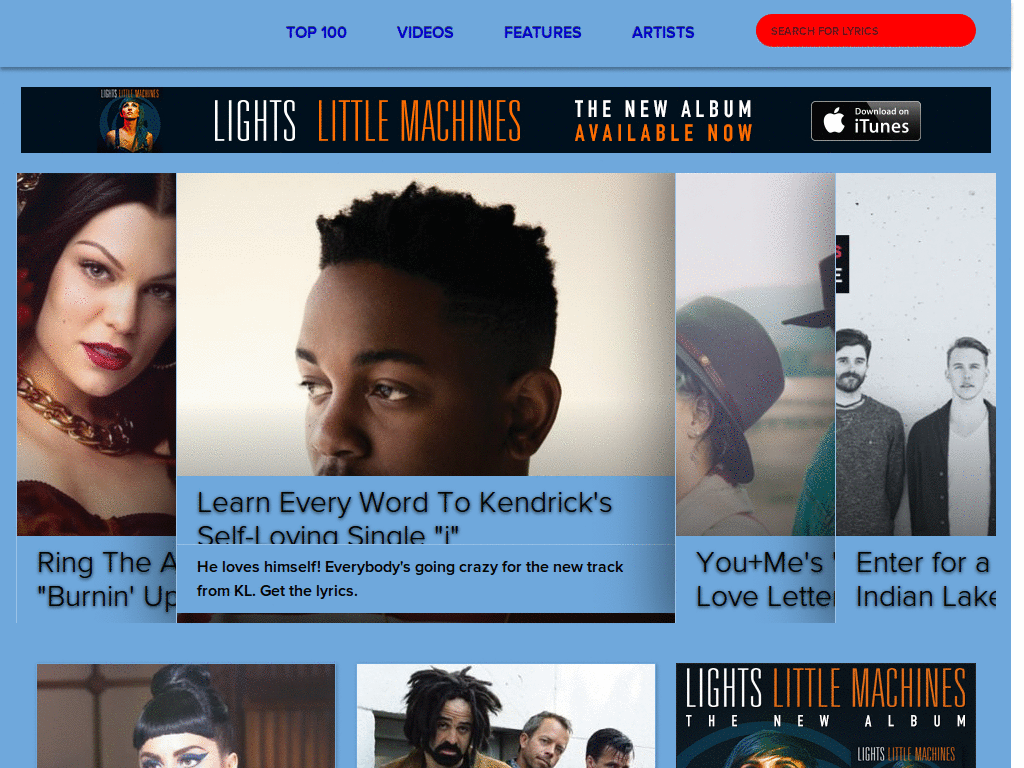 TOP 100
VIDEOS
FEATURES
ARTISTS
SEARCH FOR LYRICS
LIGHTS LITTLE MACHINES
LIGHTS LITTLE MACHINES
THE NEW ALBUM
AVAILABLE NOW
Download on
iTunes
Learn Every Word To Kendrick's
Self-Loving Single "i"
He loves himself! Everybody's going crazy for the new track
from KL. Get the lyrics.
Ring The A
"Burnin' Up
You+Me's '
Love Letter
S
E
Enter for a
Indian Lake
LIGHTS LITTLE MACHINES
THE NEW ALBUM
LIGHTS LITTLE MACHINES